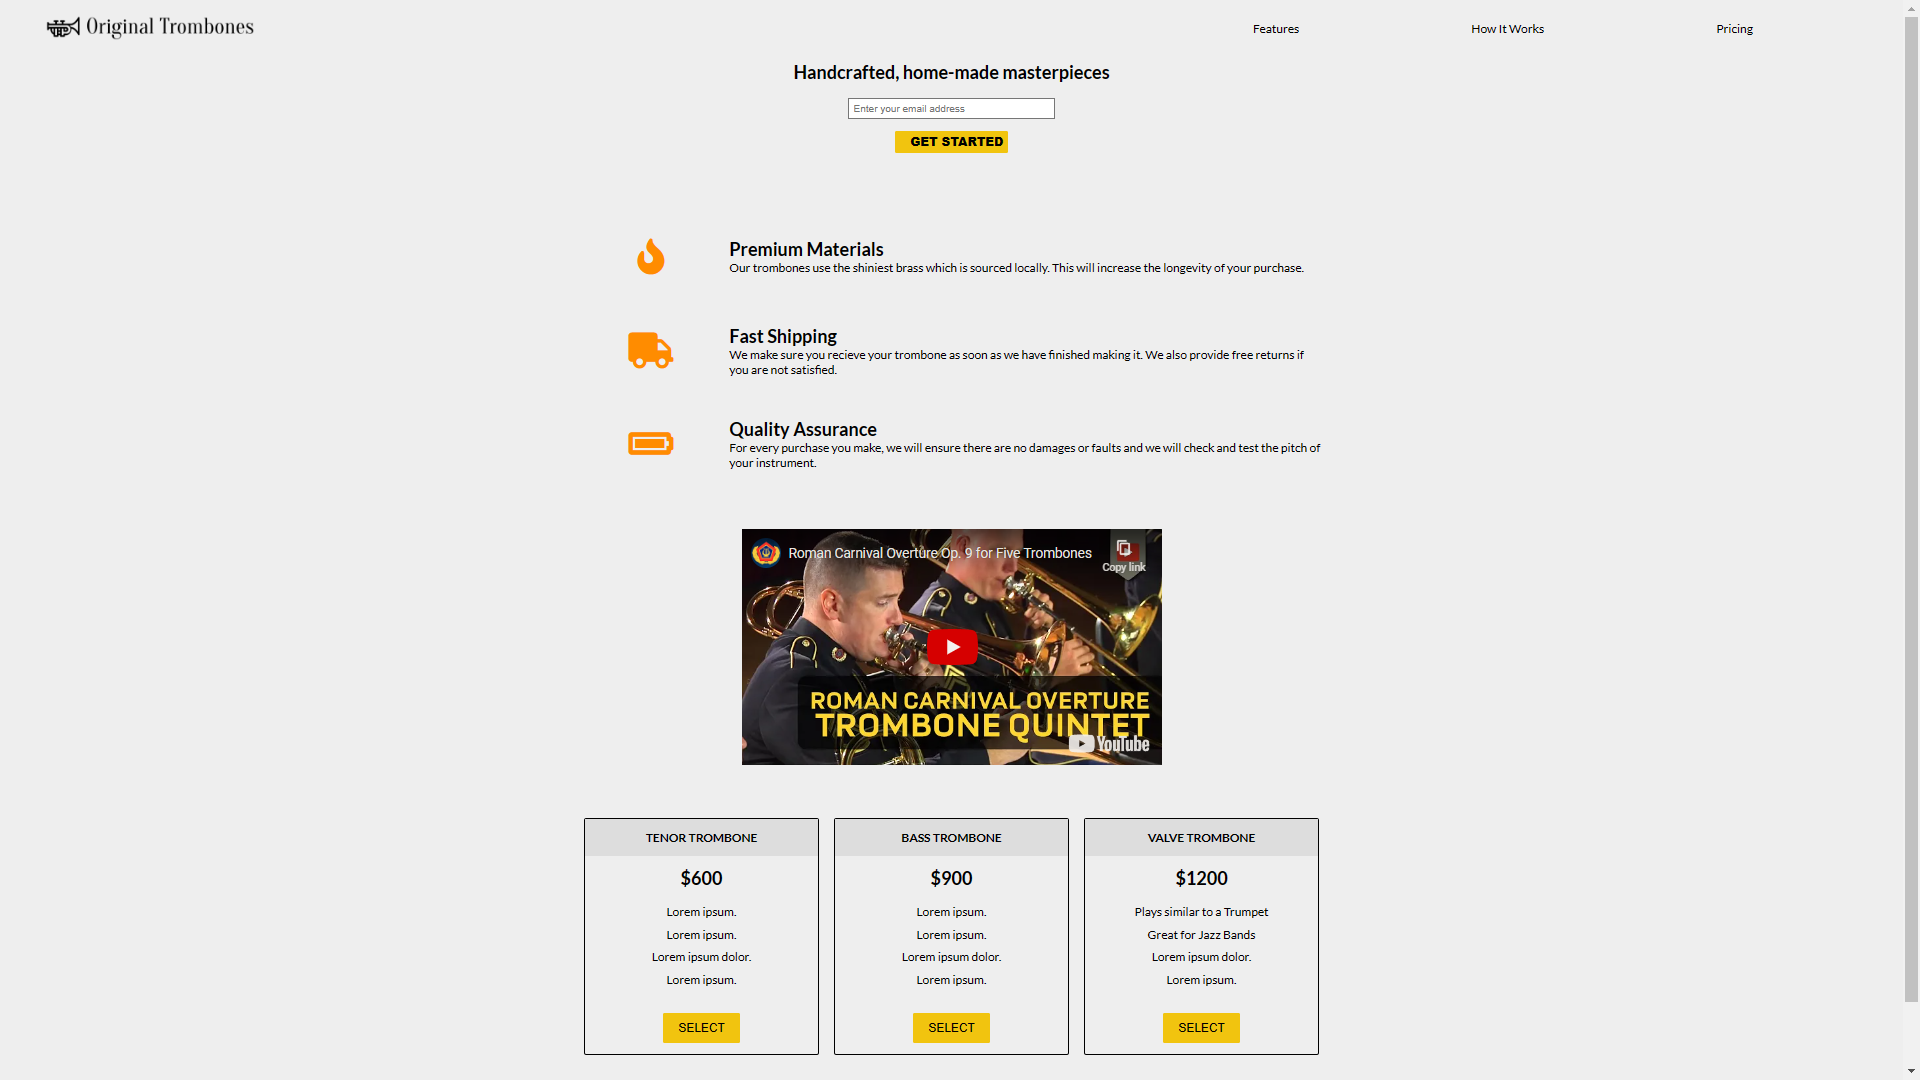 Original Trombones
Features
How It Works
Pricing
Handcrafted, home-made masterpieces
Enter your email address
GET STARTED
Premium Materials
Our trombones use the shiniest brass which is sourced locally. This will increase the longevity of your purchase.
Fast Shipping
We make sure you recieve your trombone as soon as we have finished making it. We also provide free returns if
you are not satisfied.
Quality Assurance
For every purchase you make, we will ensure there are no damages or faults and we will check and test the pitch of
your instrument.
Roman Carnival Overture Op. 9 for Five Trombones
Copy link
ROMAN CARNIVAL OVERTURE
TROMBONE QUINTET
YouTube
TENOR TROMBONE
$600
Lorem ipsum.
Lorem ipsum.
Lorem ipsum dolor.
Lorem ipsum.
SELECT
BASS TROMBONE
$900
Lorem ipsum.
Lorem ipsum.
Lorem ipsum dolor.
Lorem ipsum.
SELECT
VALVE TROMBONE
$1200
Plays similar to a Trumpet
Great for Jazz Bands
Lorem ipsum dolor.
Lorem ipsum.
SELECT